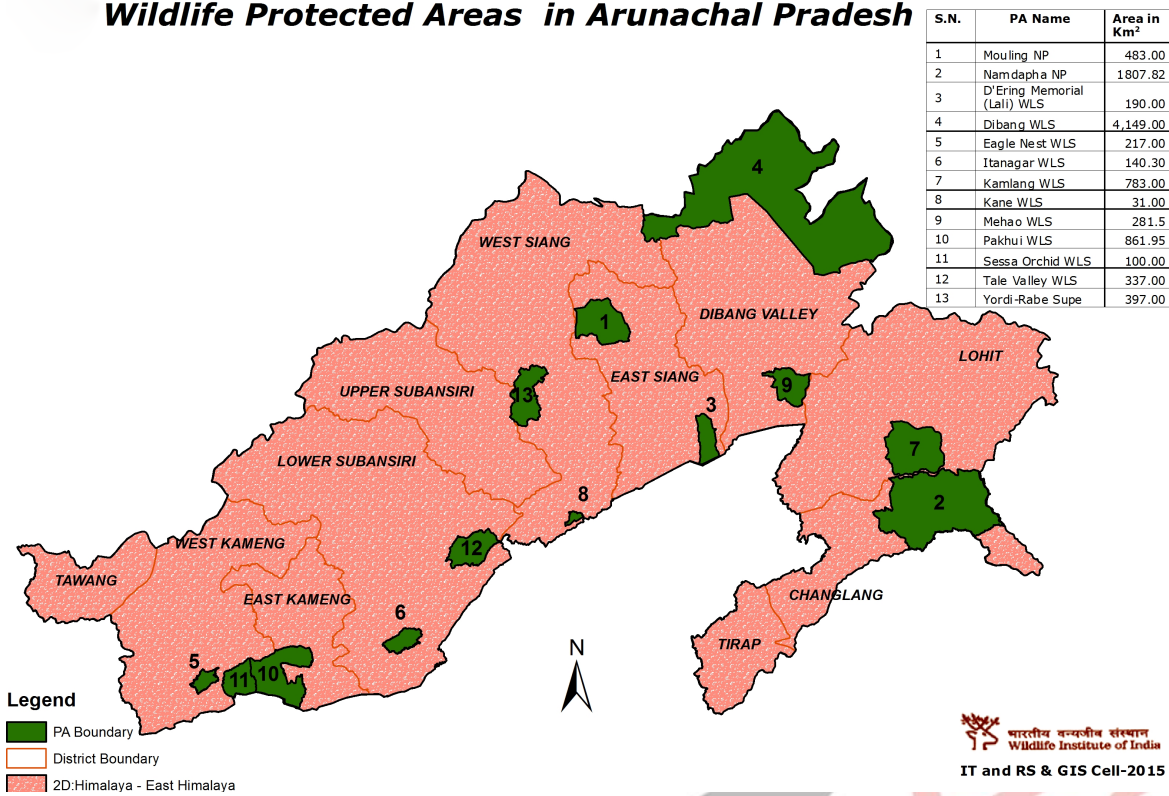 Wildlife Protected Areas in Arunachal Pradesh
S.N. PA Name Area in Km²
1 Mouling NP 483.00
2 Namdapha NP 1807.82
3 D'Ering Memorial (Lali) WLS 190.00
4 Dibang WLS 4,149.00
5 Eagle Nest WLS 217.00
6 Itanagar WLS 140.30
7 Kamlang WLS 783.00
8 Kane WLS 31.00
9 Mehao WLS 281.5
10 Pakhui WLS 861.95
11 Sessa Orchid WLS 100.00
12 Tale Valley WLS 337.00
13 Yordi-Rabe Supe 397.00
4
WEST SIANG
DIBANG VALLEY
1
LOHIT
EAST SIANG
UPPER SUBANSIRI
13
9
3
7
LOWER SUBANSIRI
8
2
WEST KAMENG
12
TAWANG
EAST KAMENG
CHANGLANG
6
TIRAP
N
5
11
10
Legend
PA Boundary
District Boundary
2D:Himalaya - East Himalaya
भारतीय वन्यजीव संस्थान
Wildlife Institute of India
IT and RS & GIS Cell-2015